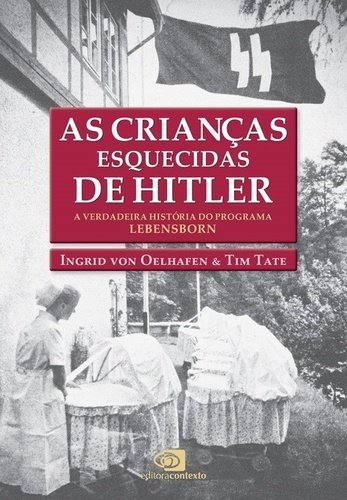 AS CRIANÇAS
ESQUECIDAS
DE HITLER
A VERDADEIRA HISTÓRIA DO PROGRAMA
LEBENSBORN
INGRID VON OELHAFEN & TIM TATE
editoracontexto